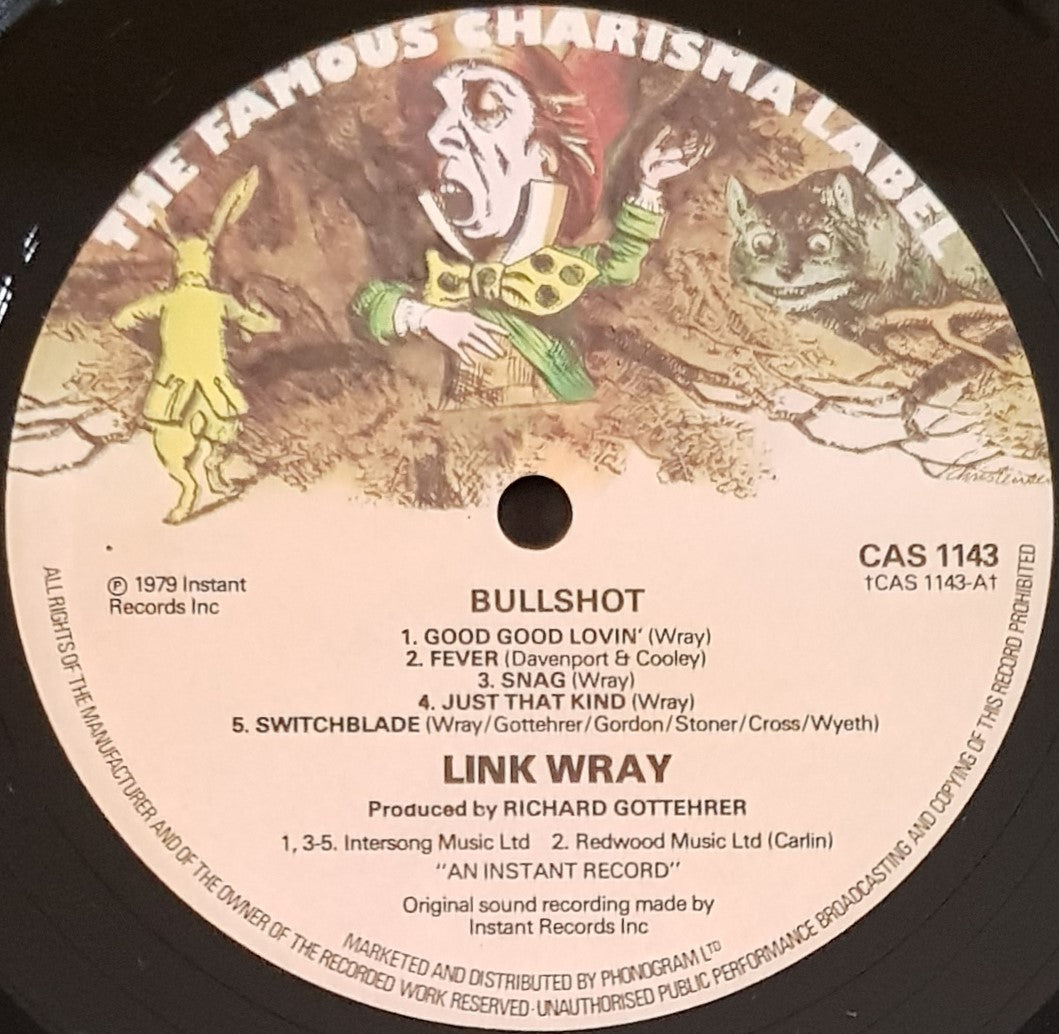 THE FAMOUS CHARISMA LABEL
CAS 1143
†CAS 1143-A†
℗ 1979 Instant
Records Inc
BULLSHOT
1. GOOD GOOD LOVIN' (Wray)
2. FEVER (Davenport & Cooley)
3. SNAG (Wray)
4. JUST THAT KIND (Wray)
5. SWITCHBLADE (Wray/Gottehrer/Gordon/Stoner/Cross/Wyeth)
LINK WRAY
Produced by RICHARD GOTTEHRER
1, 3-5. Intersong Music Ltd 2. Redwood Music Ltd (Carlin)
"AN INSTANT RECORD"
Original sound recording made by
Instant Records Inc
MARKETED AND DISTRIBUTED BY PHONOGRAM LTD
ALL RIGHTS OF THE MANUFACTURER AND OF THE OWNER OF THE RECORDED WORK RESERVED·UNAUTHORISED PUBLIC PERFORMANCE BROADCASTING AND COPYING OF THIS RECORD PROHIBITED